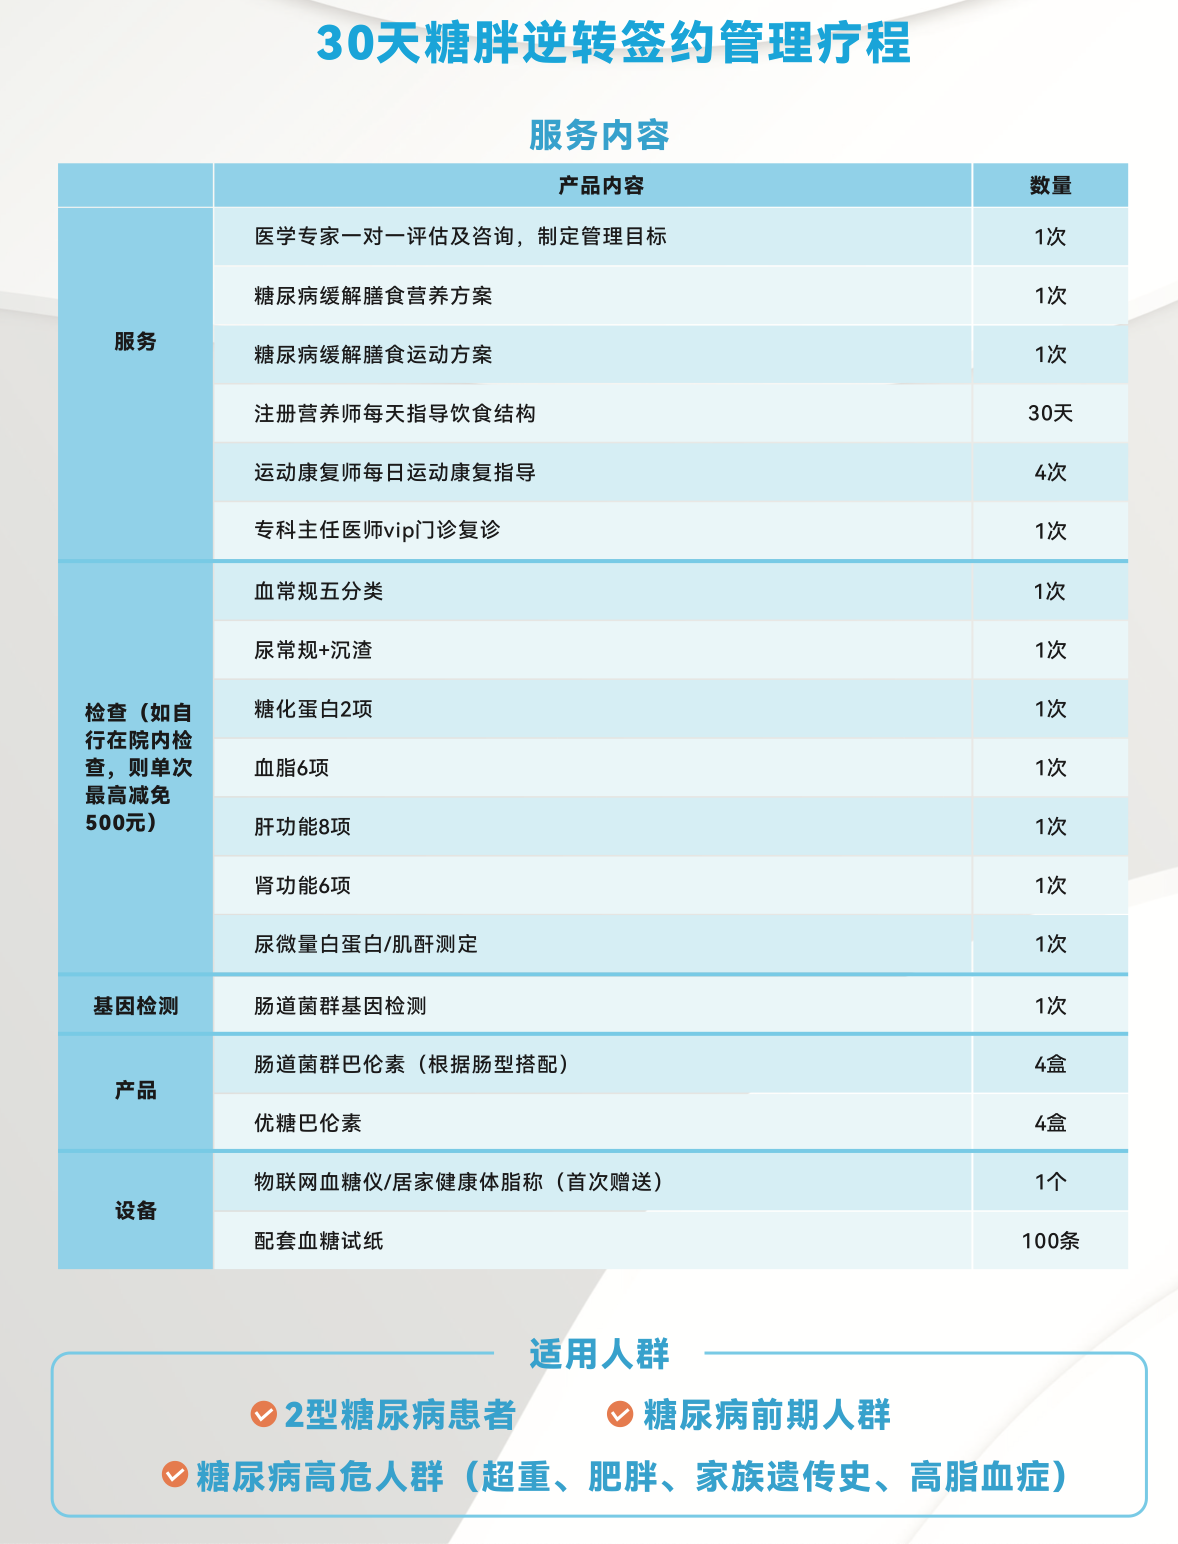 30天糖胖逆转签约管理疗程
服务内容
产品内容 数量
服务
医学专家一对一评估及咨询，制定管理目标 1次
糖尿病缓解膳食营养方案 1次
糖尿病缓解膳食运动方案 1次
注册营养师每天指导饮食结构 30天
运动康复师每日运动康复指导 4次
专科主任医师vip门诊复诊 1次
检查（如自
行在院内检
查，则单次
最高减免
500元）
血常规五分类 1次
尿常规+沉渣 1次
糖化蛋白2项 1次
血脂6项 1次
肝功能8项 1次
肾功能6项 1次
尿微量白蛋白/肌酐测定 1次
基因检测 肠道菌群基因检测 1次
产品
肠道菌群巴伦素（根据肠型搭配） 4盒
优糖巴伦素 4盒
设备
物联网血糖仪/居家健康体脂称（首次赠送） 1个
配套血糖试纸 100条
适用人群
2型糖尿病患者 糖尿病前期人群
糖尿病高危人群（超重、肥胖、家族遗传史、高脂血症）